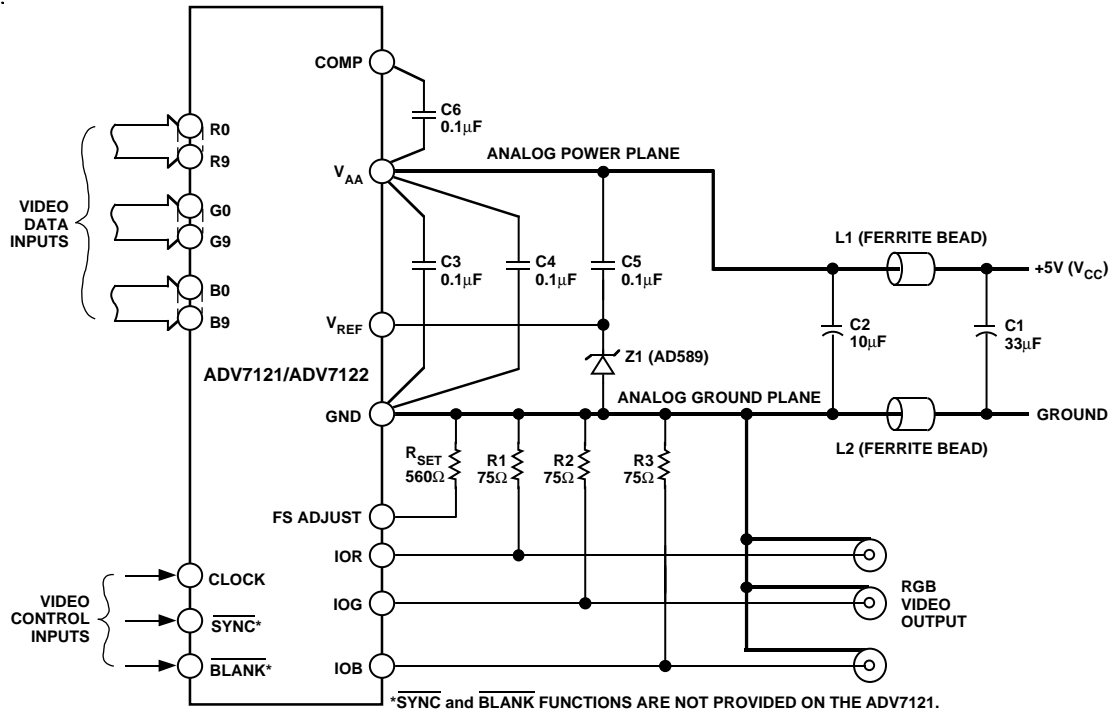 COMP
C6
0.1µF
R0
R9
ANALOG POWER PLANE
V_AA
VIDEO
DATA
INPUTS
G0
G9
L1 (FERRITE BEAD)
C3
0.1µF
C4
0.1µF
C5
0.1µF
+5V (V_CC)
B0
B9
V_REF
C2
10µF
C1
33µF
Z1 (AD589)
ADV7121/ADV7122
ANALOG GROUND PLANE
GND
GROUND
L2 (FERRITE BEAD)
R_SET
560Ω
R1
75Ω
R2
75Ω
R3
75Ω
FS ADJUST
IOR
CLOCK
VIDEO
CONTROL
INPUTS
RGB
VIDEO
OUTPUT
IOG
SYNC*
IOB
BLANK*
*SYNC and BLANK FUNCTIONS ARE NOT PROVIDED ON THE ADV7121.